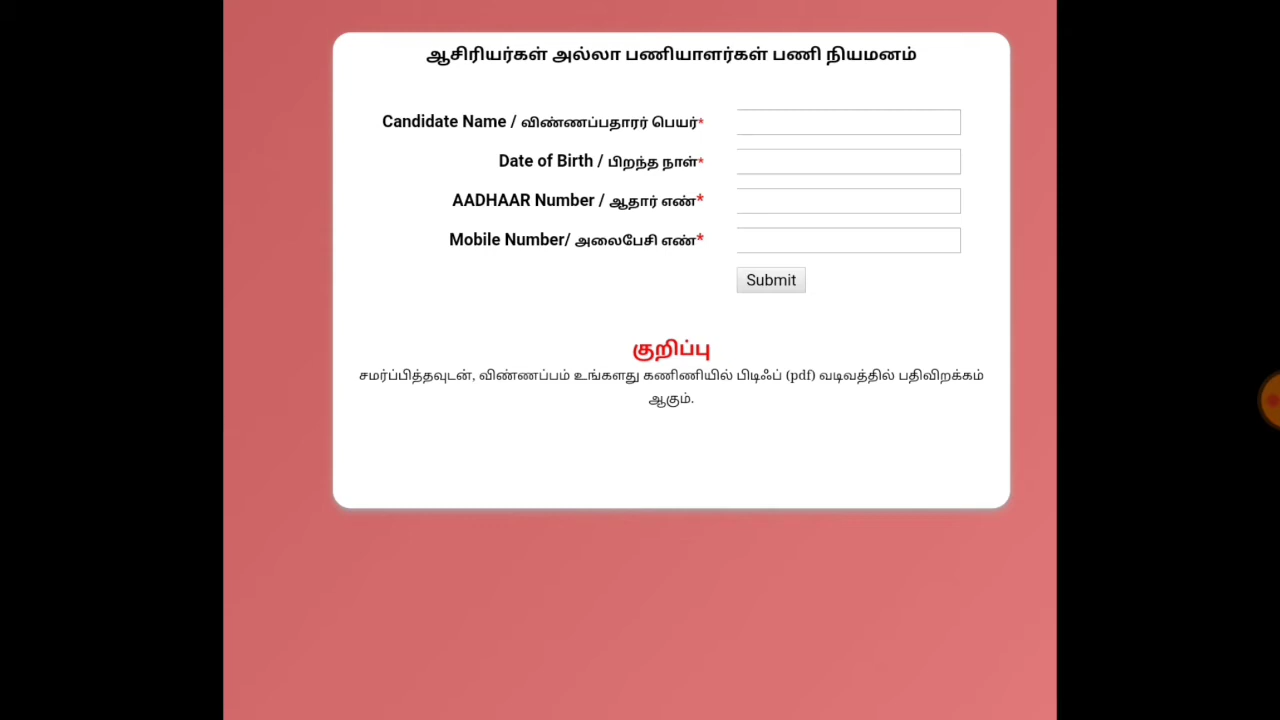 ஆசிரியர்கள் அல்லா பணியாளர்கள் பணி நியமனம்
Candidate Name / விண்ணப்பதாரர் பெயர்*
Date of Birth / பிறந்த நாள்*
AADHAAR Number / ஆதார் எண்*
Mobile Number/ அலைபேசி எண்*
Submit
குறிப்பு
சமர்ப்பித்தவுடன், விண்ணப்பம் உங்களது கணிணியில் பிடிஃப் (pdf) வடிவத்தில் பதிவிறக்கம்
ஆகும்.